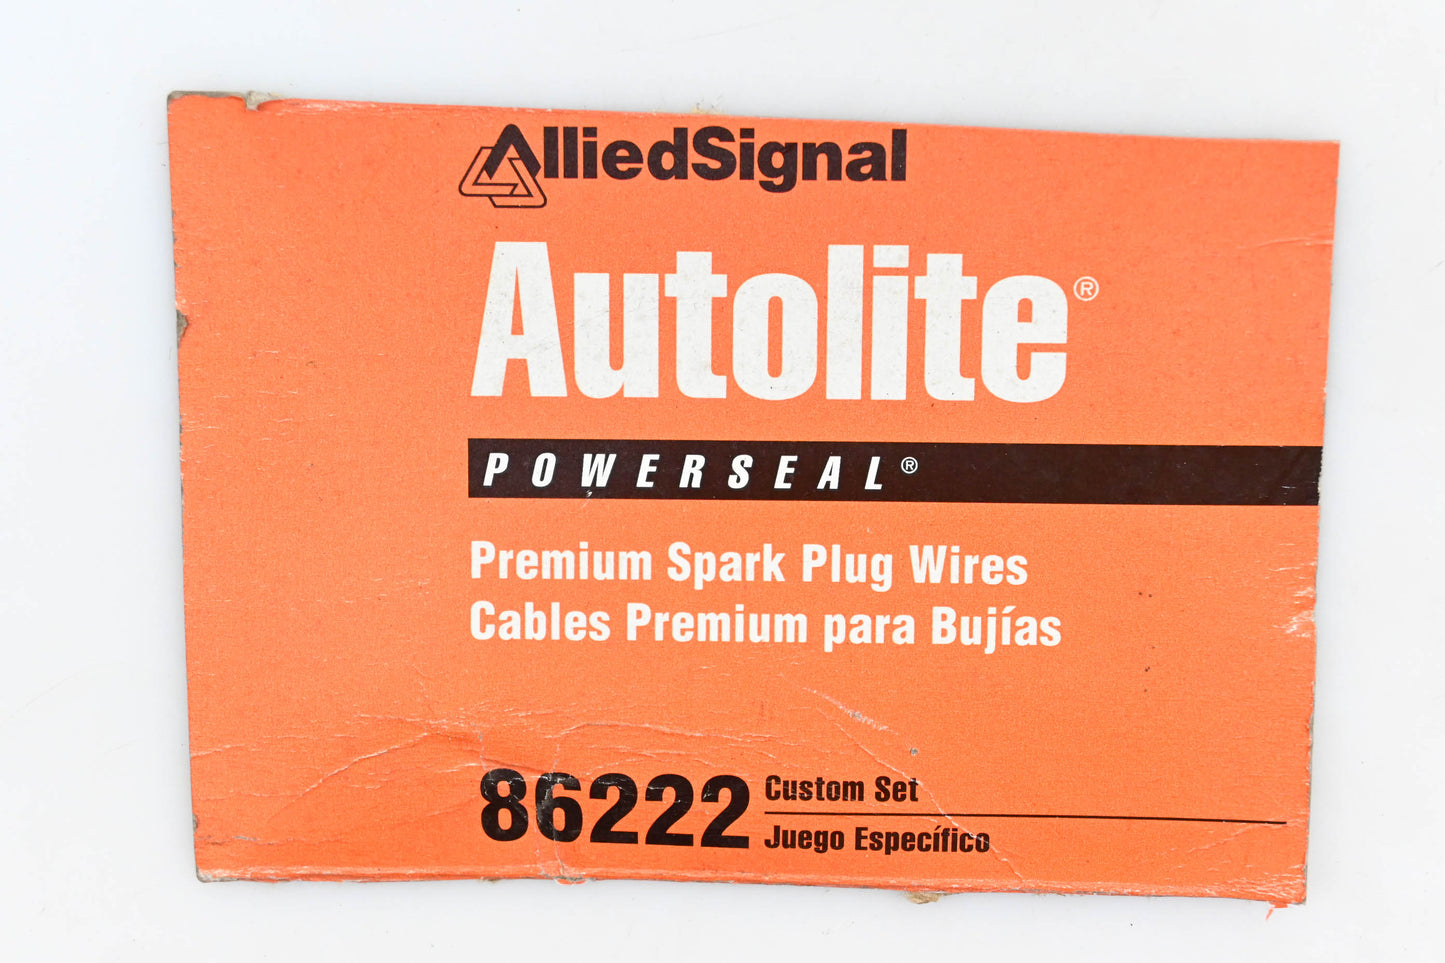 AlliedSignal
Autolite®
POWERSEAL®
Premium Spark Plug Wires
Cables Premium para Bujías
86222 Custom Set
Juego Específico